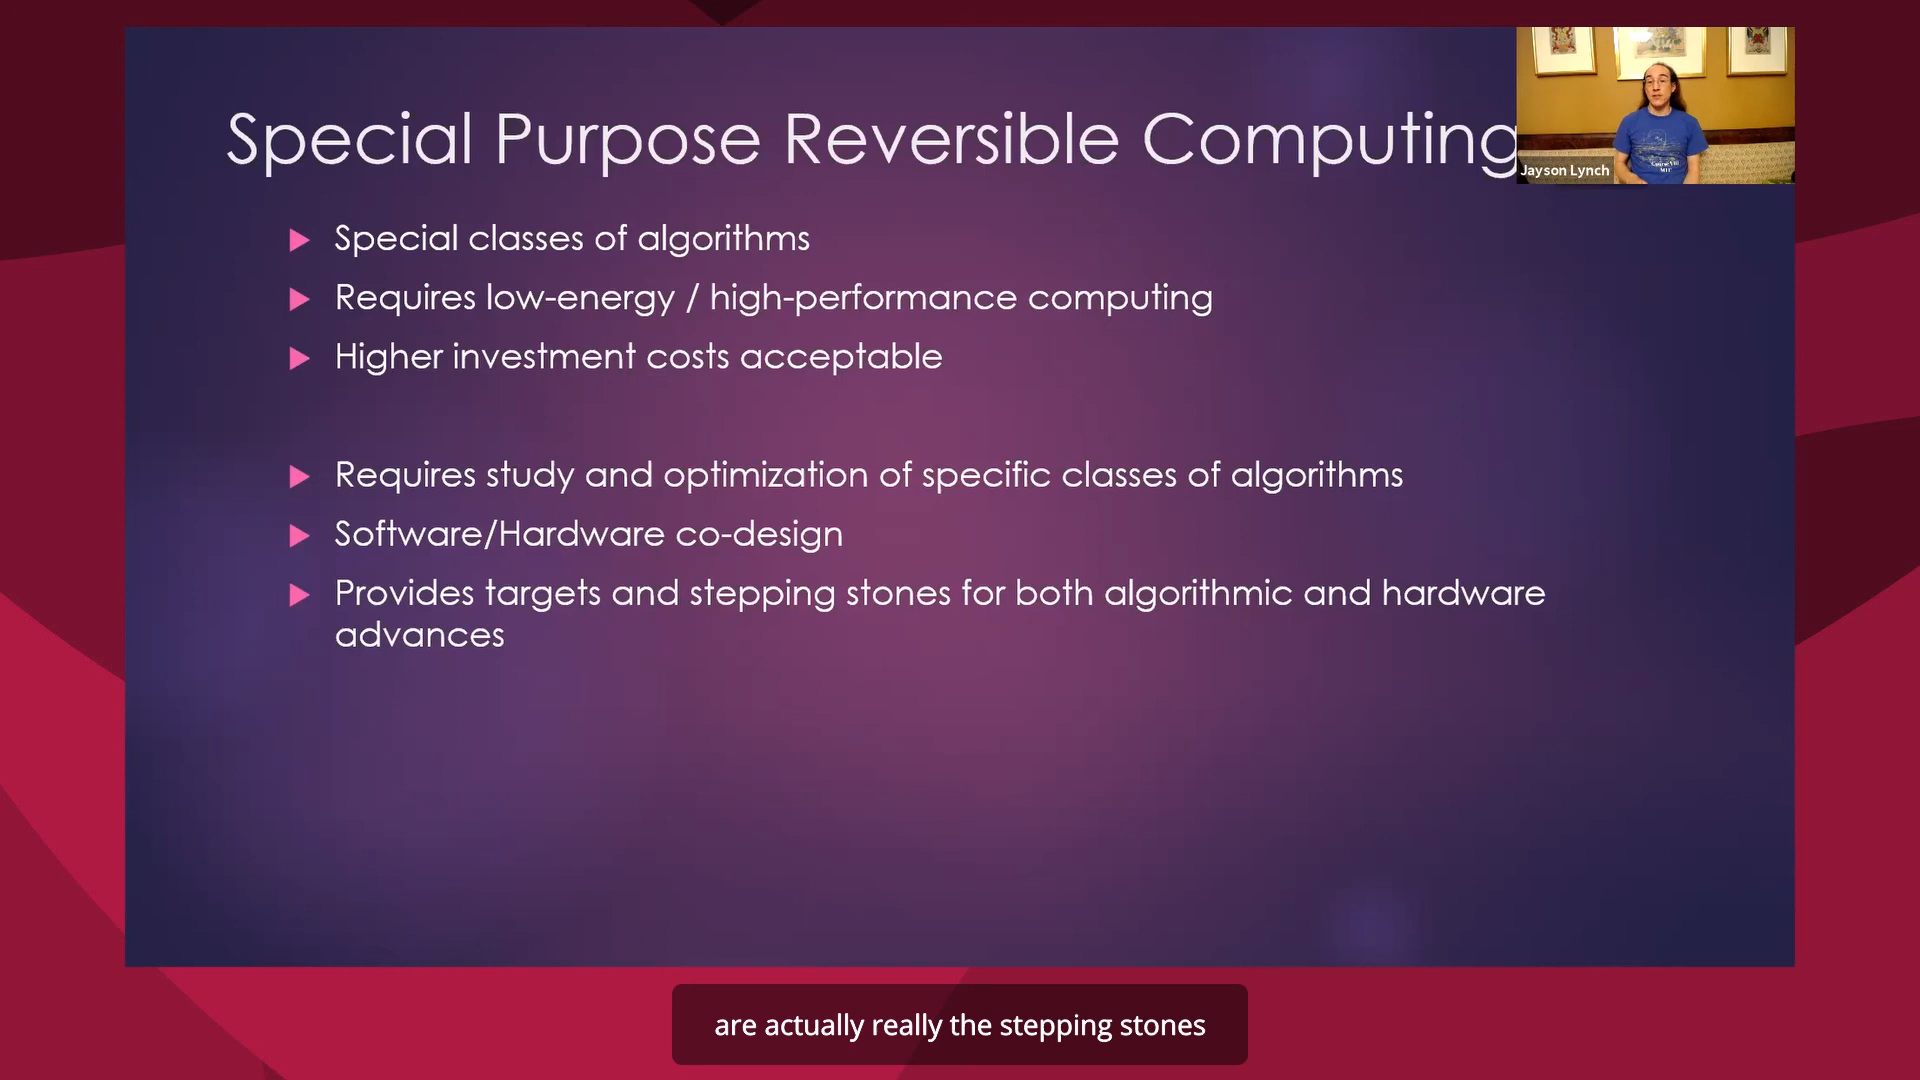 Special Purpose Reversible Computing
Jayson Lynch
Special classes of algorithms
Requires low-energy / high-performance computing
Higher investment costs acceptable
Requires study and optimization of specific classes of algorithms
Software/Hardware co-design
Provides targets and stepping stones for both algorithmic and hardware
advances
are actually really the stepping stones